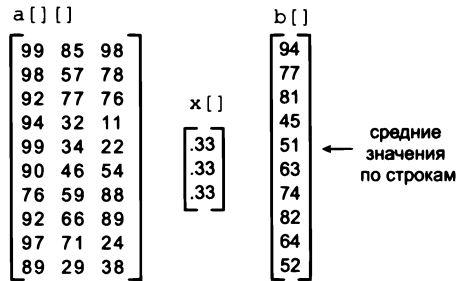 a[][] b[]
99 85 98 94
98 57 78 77
92 77 76 x[] 81
94 32 11 45
99 34 22 .33 51 средние
90 46 54 .33 63 значения
76 59 88 .33 74 по строкам
92 66 89 82
97 71 24 64
89 29 38 52